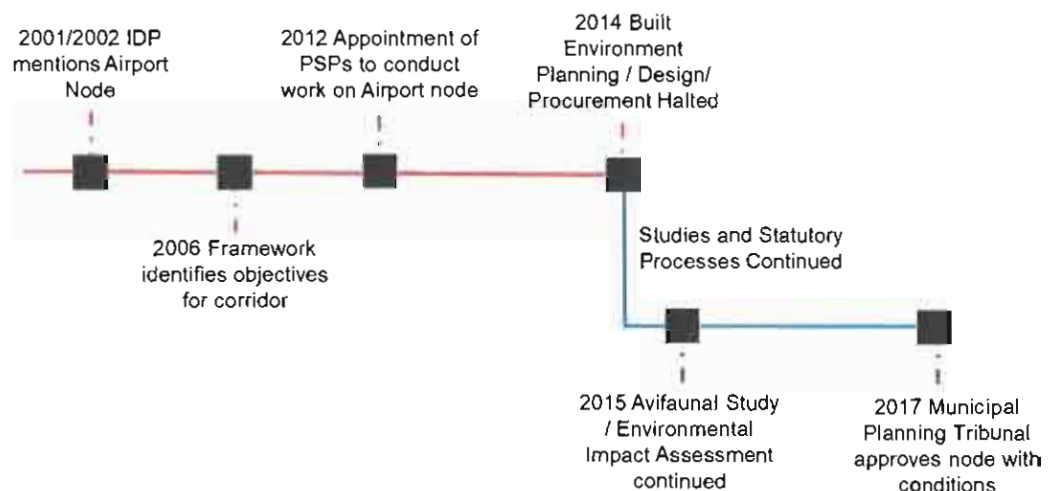 2001/2002 IDP
mentions Airport
Node
2012 Appointment of
PSPs to conduct
work on Airport node
2014 Built
Environment
Planning / Design/
Procurement Halted
2006 Framework
identifies objectives
for corridor
Studies and Statutory
Processes Continued
2015 Avifaunal Study
/ Environmental
Impact Assessment
continued
2017 Municipal
Planning Tribunal
approves node with
conditions